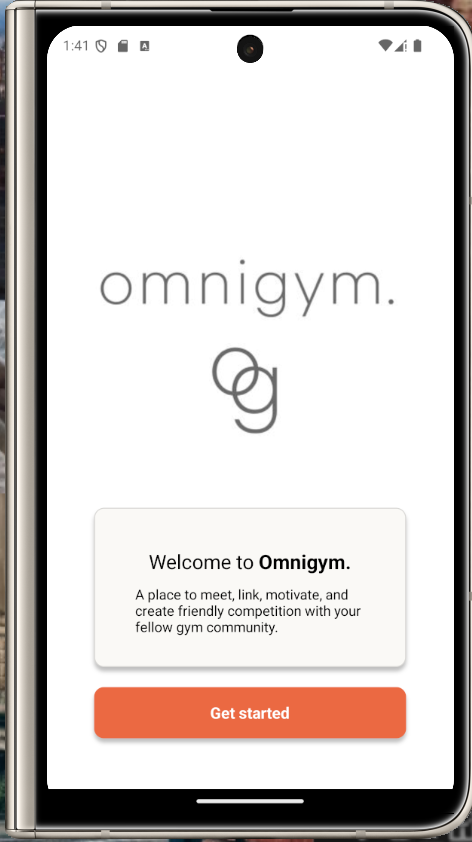 1:41
A
omnigym.
og
Welcome to Omnigym.
A place to meet, link, motivate, and
create friendly competition with your
fellow gym community.
Get started